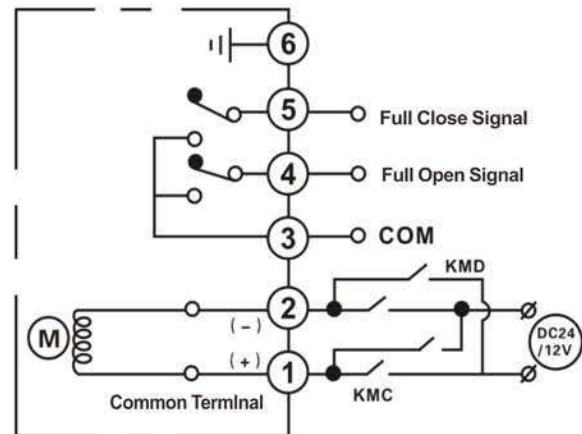 6
5 Full Close Signal
4 Full Open Signal
3 COM
KMD
2
(-)
M
DC24
/12V
(+)
1
Common TermInal
KMC